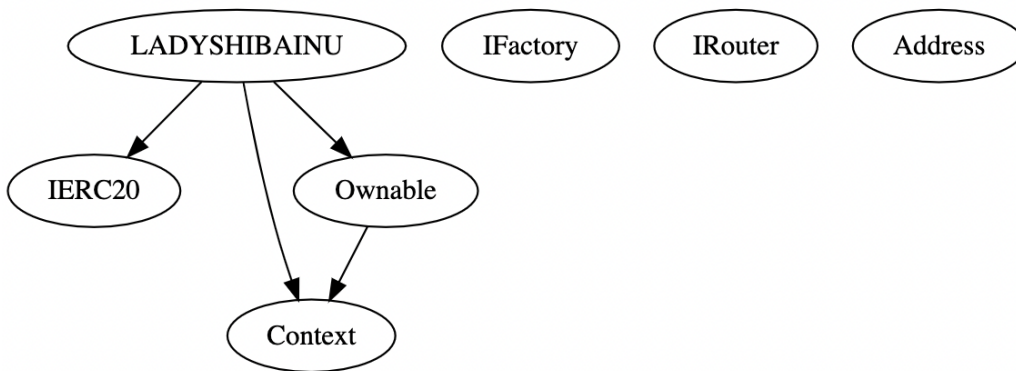 LADYSHIBAINU
IFactory
IRouter
Address
IERC20
Ownable
Context